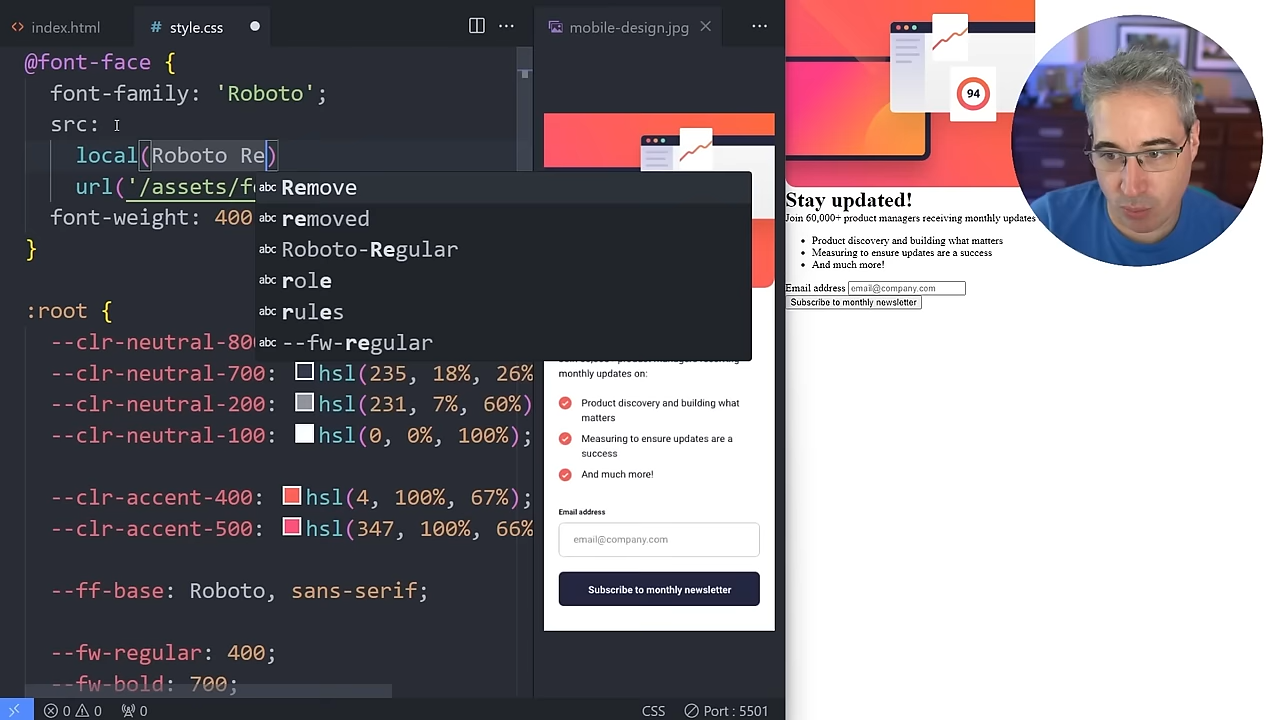 index.html
# style.css
mobile-design.jpg
@font-face {
font-family: 'Roboto';
src:
local(Roboto Re)
url('/assets/f
font-weight: 400
}
abc Remove
abc removed
abc Roboto-Regular
abc role
abc rules
abc --fw-regular
:root {
--clr-neutral-80
--clr-neutral-700: hsl(235, 18%, 26%
--clr-neutral-200: hsl(231, 7%, 60%)
--clr-neutral-100: hsl(0, 0%, 100%);
--clr-accent-400: hsl(4, 100%, 67%);
--clr-accent-500: hsl(347, 100%, 66%
--ff-base: Roboto, sans-serif;
--fw-regular: 400;
--fw-bold: 700;
0 0 0
CSS
Port : 5501
monthly updates on:
Product discovery and building what
matters
Measuring to ensure updates are a
success
And much more!
Email address
email@company.com
Subscribe to monthly newsletter
94
Stay updated!
Join 60,000+ product managers receiving monthly updates
Product discovery and building what matters
Measuring to ensure updates are a success
And much more!
Email address email@company.com
Subscribe to monthly newsletter